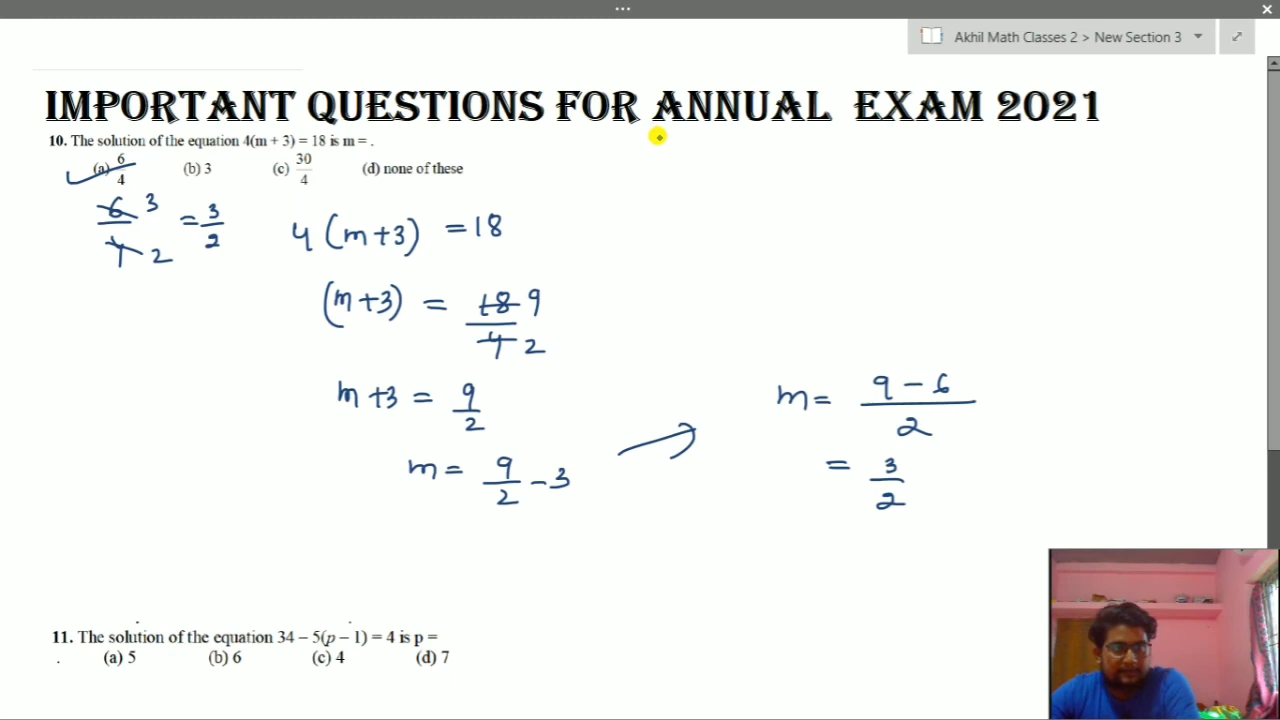 Akhil Math Classes 2 > New Section 3
IMPORTANT QUESTIONS FOR ANNUAL EXAM 2021
10. The solution of the equation 4(m + 3) = 18 is m = .
(a) 6/4 (b) 3 (c) 30/4 (d) none of these
6/4 3/2 = 3/2
4 (m+3) = 18
(m+3) = 18/4 9/2
m+3 = 9/2
m = 9/2 - 3
m = 9-6/2
= 3/2
11. The solution of the equation 34 – 5(p – 1) = 4 is p =
. (a) 5 (b) 6 (c) 4 (d) 7